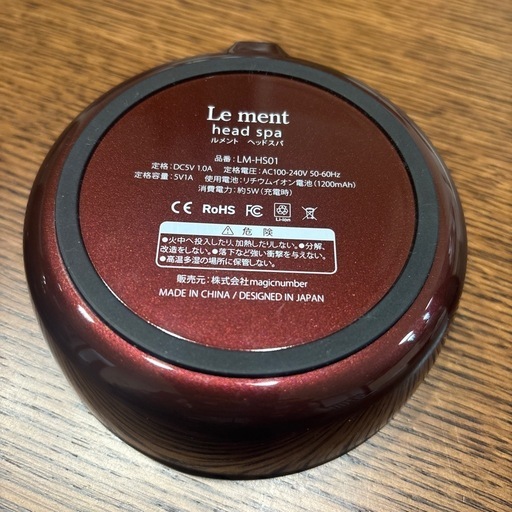 Le ment
head spa
ルメント ヘッドスパ
品番：LM-HS01
定格：DC5V 1.0A 定格電圧：AC100-240V 50-60Hz
定格容量：5V1A 使用電池：リチウムイオン電池（1200mAh）
消費電力：約5W（充電時）
CE RoHS FC Li-ion
⚠ 危険
●火中へ投入したり、加熱したりしない。●分解、
改造をしない。●落下など強い衝撃を与えない。
●高温多湿の場所に保管しない。
販売元：株式会社magicnumber
MADE IN CHINA / DESIGNED IN JAPAN